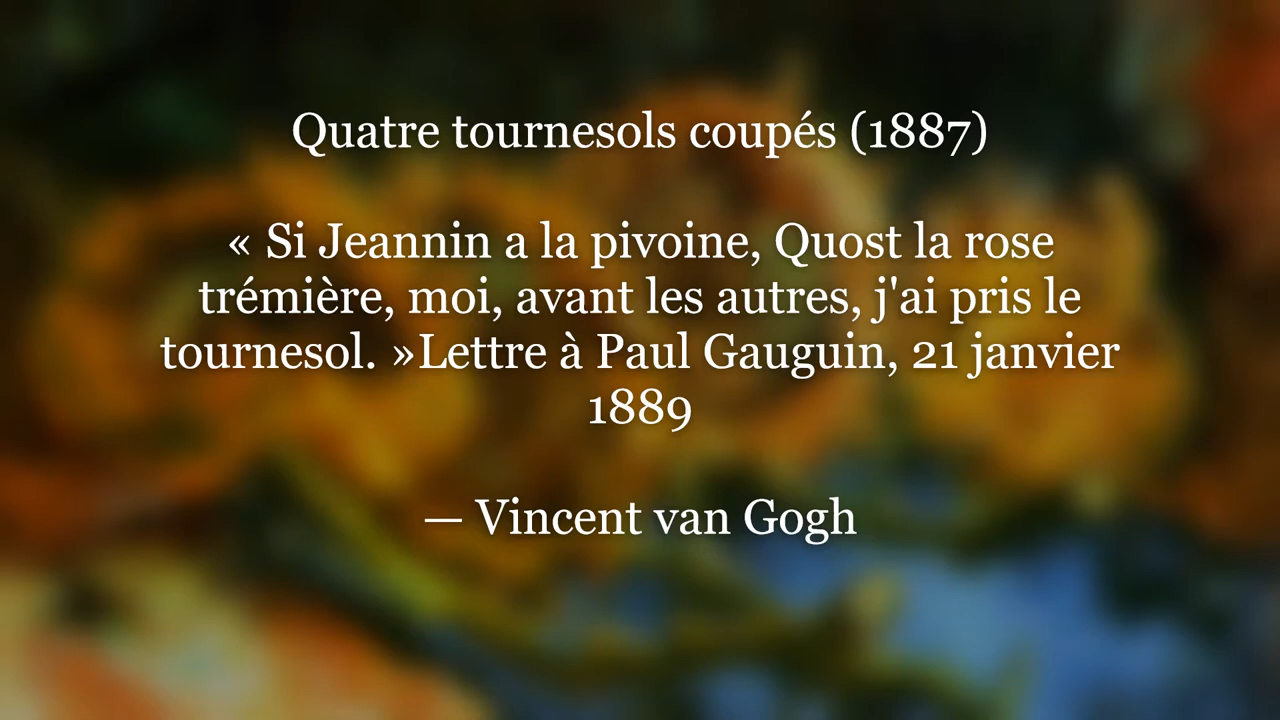 Quatre tournesols coupés (1887)
« Si Jeannin a la pivoine, Quost la rose
trémière, moi, avant les autres, j'ai pris le
tournesol. »Lettre à Paul Gauguin, 21 janvier
1889
— Vincent van Gogh